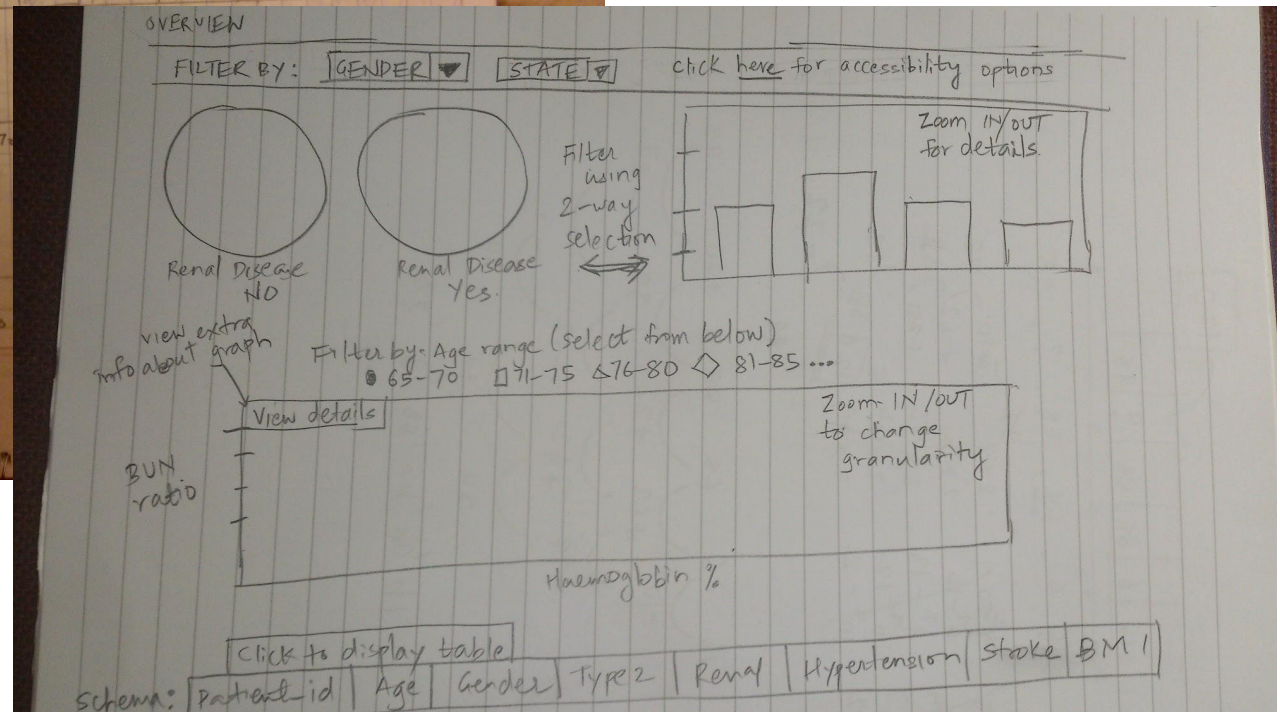 OVERVIEW
FILTER BY: GENDER STATE click here for accessibility options
Zoom IN/OUT
for details.
Filter
using
2-way
selection
Renal Disease
NO
Renal Disease
Yes.
view extra
info about graph
Filter by: Age range (select from below)
65-70 71-75 76-80 81-85 ...
View details
Zoom IN/OUT
to change
granularity
BUN
ratio
Haemoglobin %
Click to display table
Schema: Patient_id Age Gender Type 2 Renal Hypertension Stroke BMI